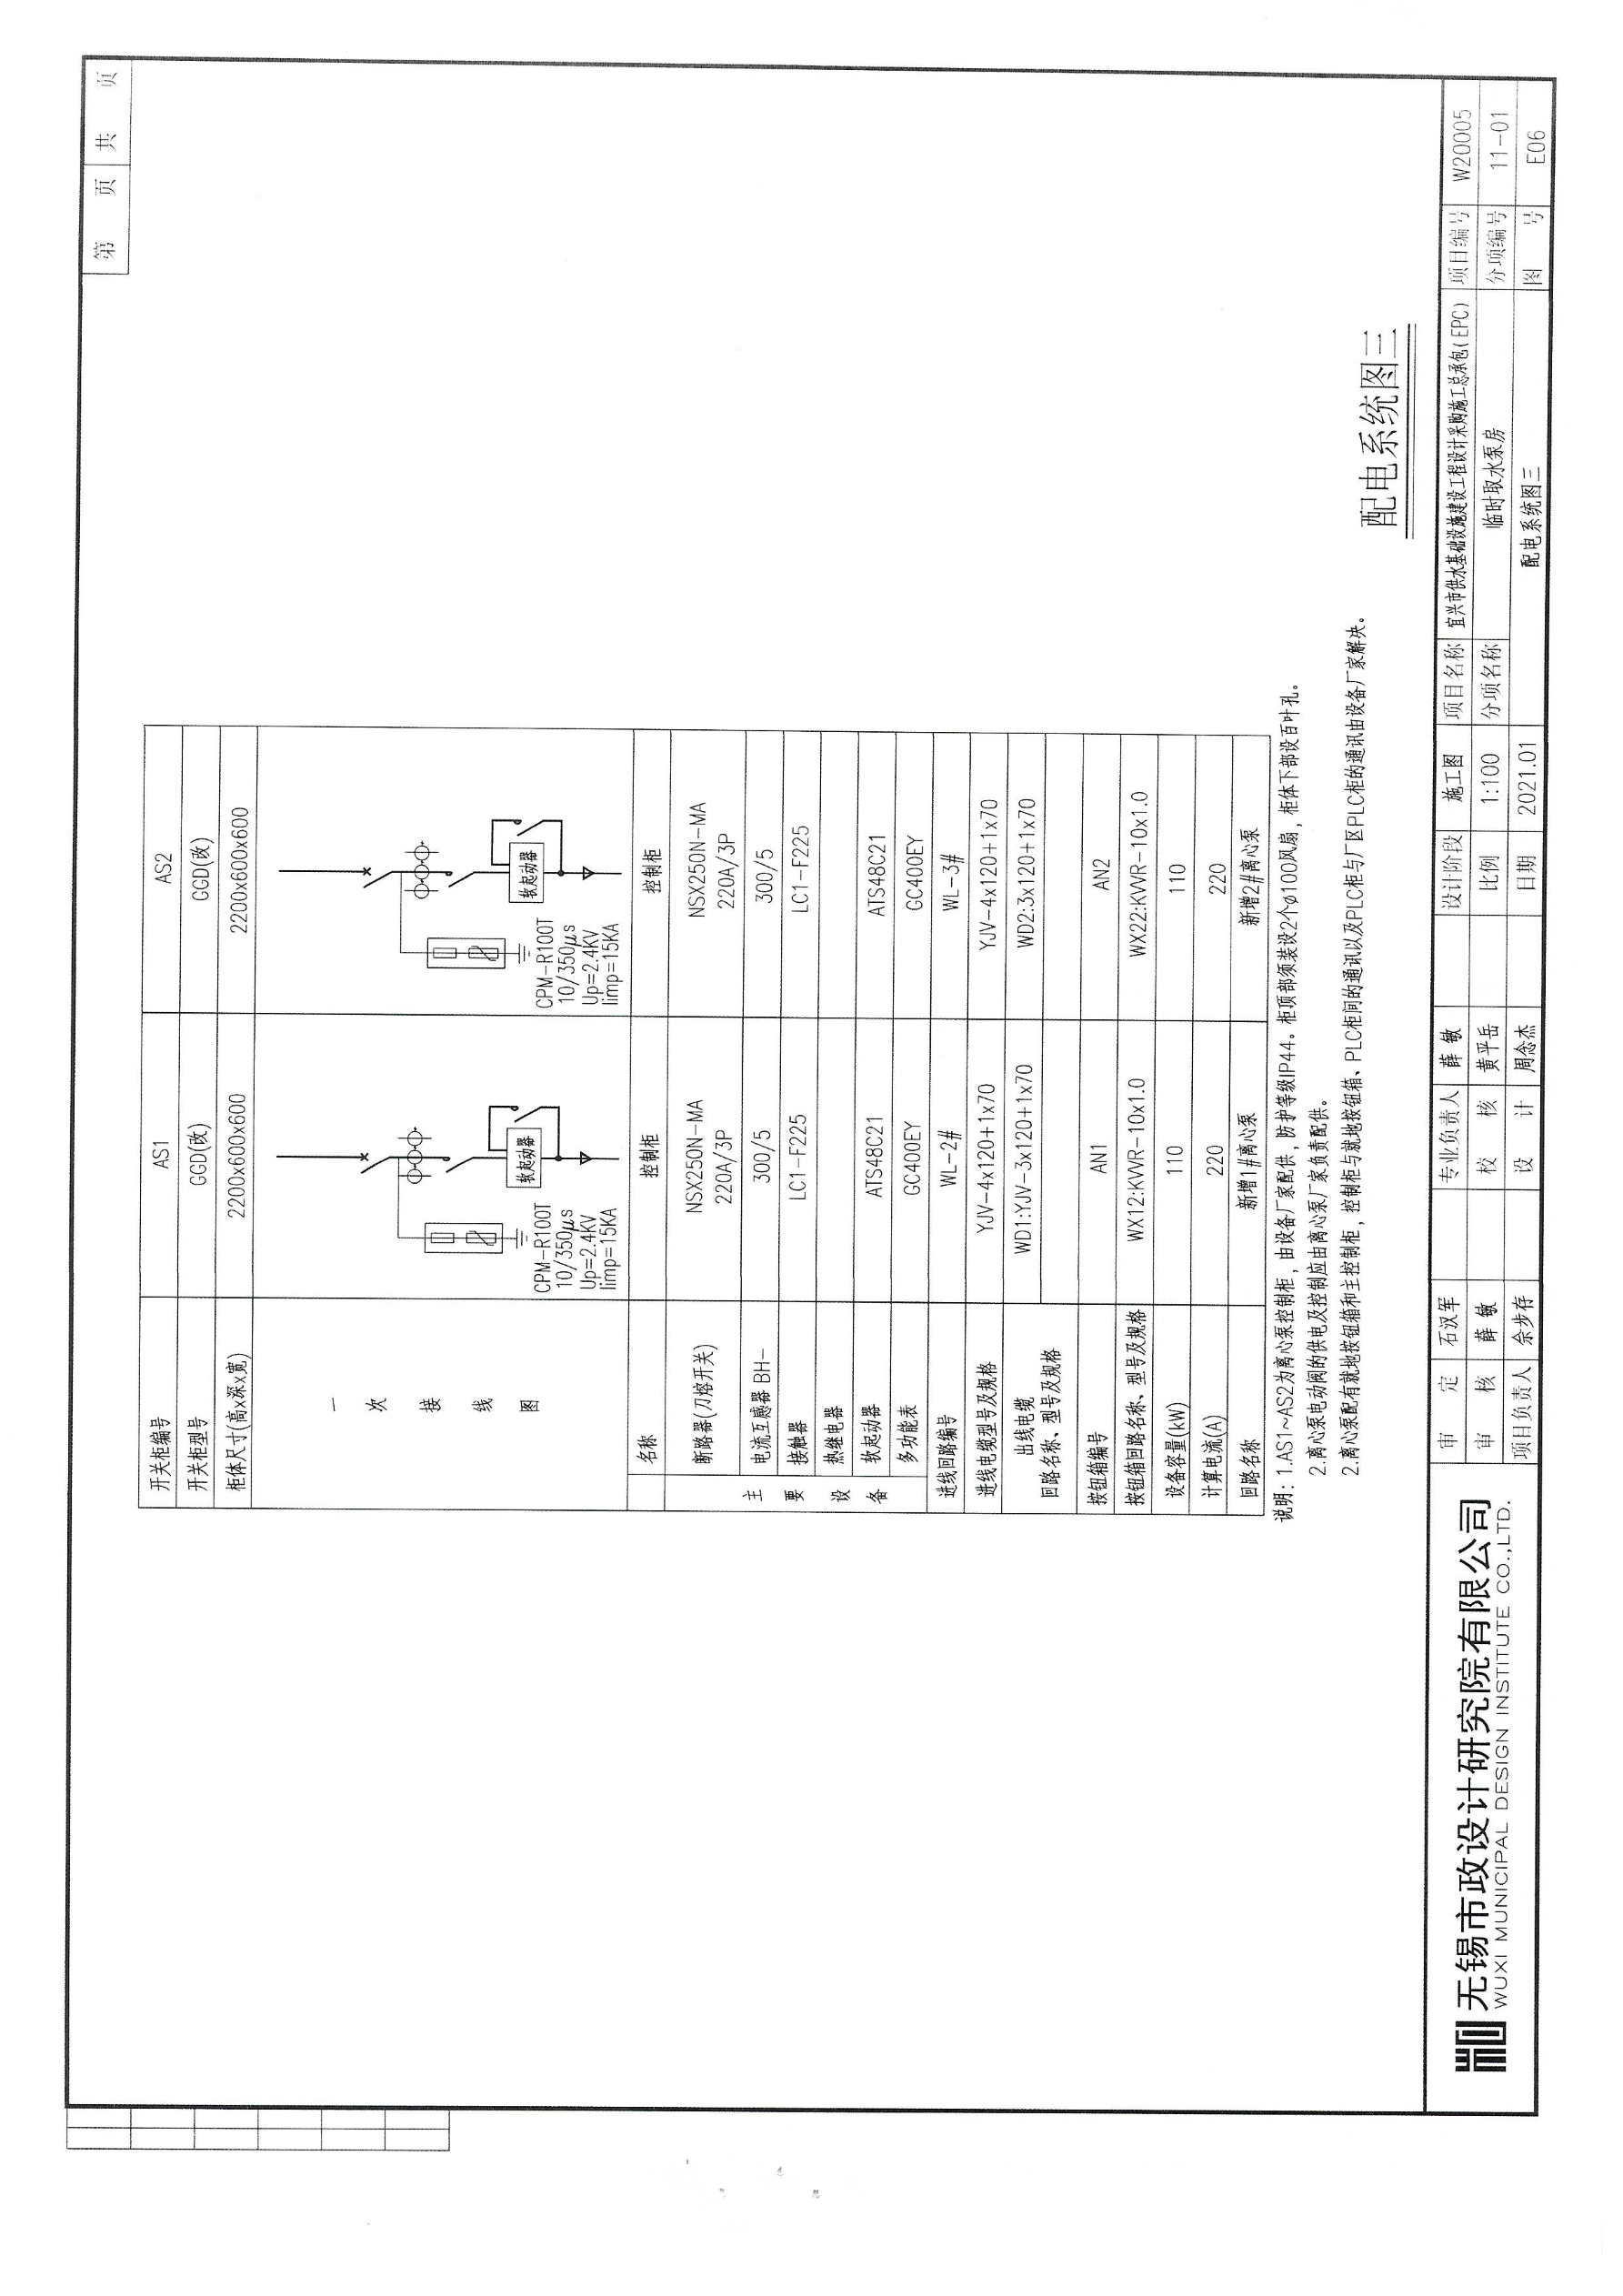 第 页 共 页
开关柜编号 AS1 AS2
开关柜型号 GGD(改) GGD(改)
柜体尺寸(高x深x宽) 2200x600x600 2200x600x600
一次接线图
软起动器 软起动器
CPM-R100T CPM-R100T
10/350μs 10/350μs
Up=2.4KV Up=2.4KV
Iimp=15KA Iimp=15KA
名称 控制柜 控制柜
主要设备
断路器(刀熔开关) NSX250N-MA NSX250N-MA
220A/3P 220A/3P
电流互感器 BH- 300/5 300/5
接触器 LC1-F225 LC1-F225
热继电器
软起动器 ATS48C21 ATS48C21
多功能表 GC400EY GC400EY
进线回路编号 WL-2# WL-3#
进线电缆型号及规格 YJV-4x120+1x70 YJV-4x120+1x70
出线电缆
回路名称、型号及规格 WD1:YJV-3x120+1x70 WD2:3x120+1x70
按钮箱编号 AN1 AN2
按钮箱回路名称、型号及规格 WX12:KVVR-10x1.0 WX22:KVVR-10x1.0
设备容量(kW) 110 110
计算电流(A) 220 220
回路名称 新增1#离心泵 新增2#离心泵
说明：1.AS1~AS2为离心泵控制柜，由设备厂家配供，防护等级IP44。柜顶部须装设2个ø100风扇，柜体下部设百叶孔。
2.离心泵电动阀的供电及控制应由离心泵厂家负责配供。
2.离心泵配有就地按钮箱和主控制柜，控制柜与就地按钮箱、PLC柜间的通讯以及PLC柜与厂区PLC柜的通讯由设备厂家解决。
配电系统图三
无锡市政设计研究院有限公司
WUXI MUNICIPAL DESIGN INSTITUTE CO.,LTD.
审 定 石汉军 专业负责人 薛敏 设计阶段 施工图 项目名称 宜兴市供水基础设施建设工程设计采购施工总承包(EPC) 项目编号 W20005
审 核 薛敏 校 核 黄平岳 比例 1:100 分项名称 临时取水泵房 分项编号 11-01
项目负责人 余步存 设 计 周念杰 日期 2021.01 配电系统图三 图 号 E06